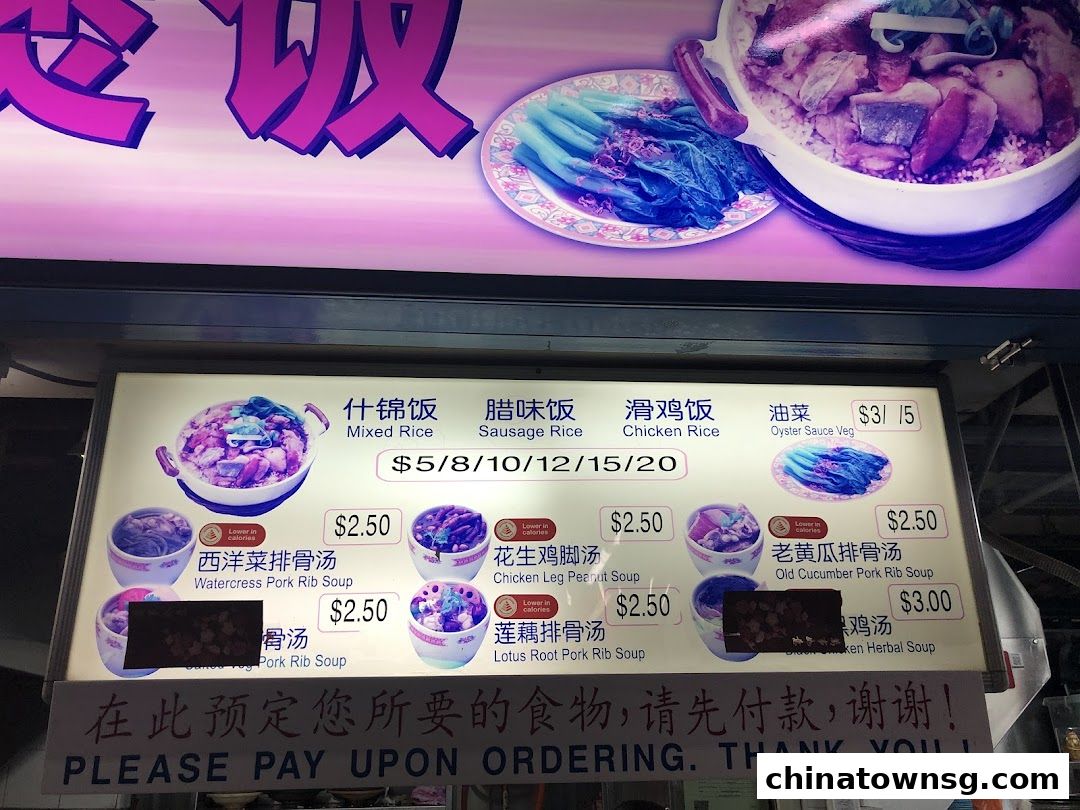 煲饭
什锦饭 腊味饭 滑鸡饭 油菜
Mixed Rice Sausage Rice Chicken Rice Oyster Sauce Veg
$3/ /5
$5/8/10/12/15/20
Lower in calories
$2.50
西洋菜排骨汤
Watercress Pork Rib Soup
Lower in calories
$2.50
花生鸡脚汤
Chicken Leg Peanut Soup
Lower in calories
$2.50
老黄瓜排骨汤
Old Cucumber Pork Rib Soup
$2.50
骨汤
Pork Rib Soup
Lower in calories
$2.50
莲藕排骨汤
Lotus Root Pork Rib Soup
$3.00
鸡汤
Chicken Herbal Soup
在此预定您所要的食物,请先付款,谢谢!
PLEASE PAY UPON ORDERING. THANK YOU!
chinatownsg.com